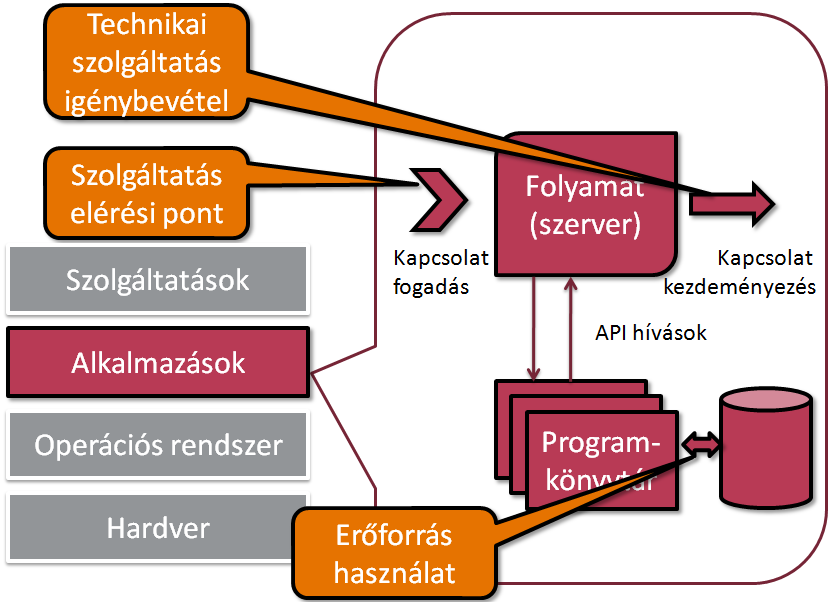 Technikai
szolgáltatás
igénybevétel
Szolgáltatás
elérési pont
Szolgáltatások
Alkalmazások
Operációs rendszer
Hardver
Folyamat
(szerver)
Kapcsolat
fogadás
Kapcsolat
kezdeményezés
API hívások
Program-
könyvtár
Erőforrás
használat